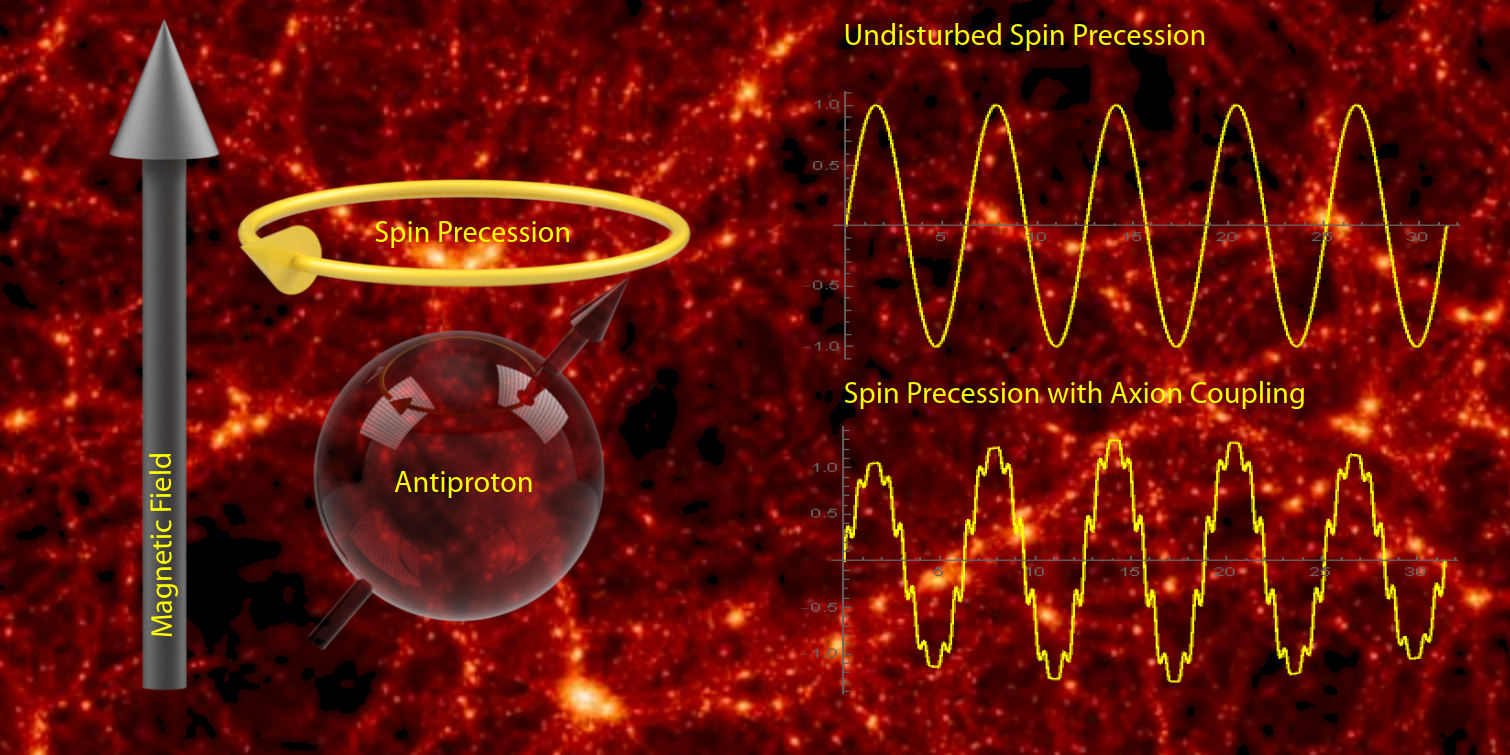 Undisturbed Spin Precession
1.0
0.5
5 10 15 20 25 30
-0.5
-1.0
Spin Precession
Antiproton
Magnetic Field
Spin Precession with Axion Coupling
1.0
0.5
5 10 15 20 25 30
-0.5
-1.0